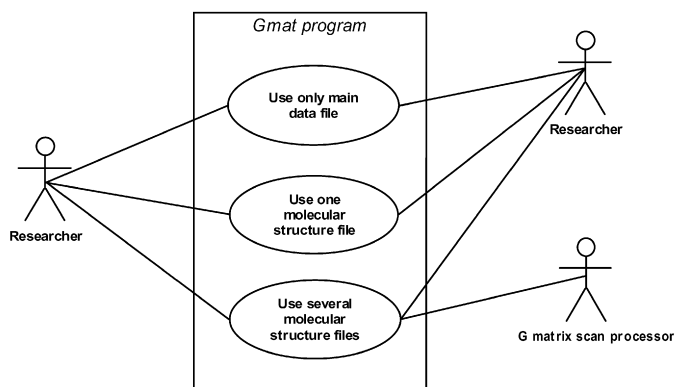 Gmat program
Use only main
data file
Researcher
Use one
molecular
structure file
Researcher
Use several
molecular
structure files
G matrix scan processor